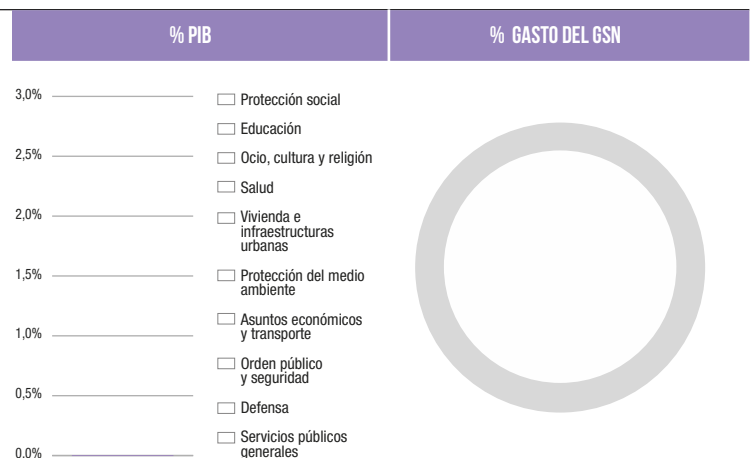 % PIB
% GASTO DEL GSN
3,0%
2,5%
2,0%
1,5%
1,0%
0,5%
0,0%
Protección social
Educación
Ocio, cultura y religión
Salud
Vivienda e
infraestructuras
urbanas
Protección del medio
ambiente
Asuntos económicos
y transporte
Orden público
y seguridad
Defensa
Servicios públicos
generales